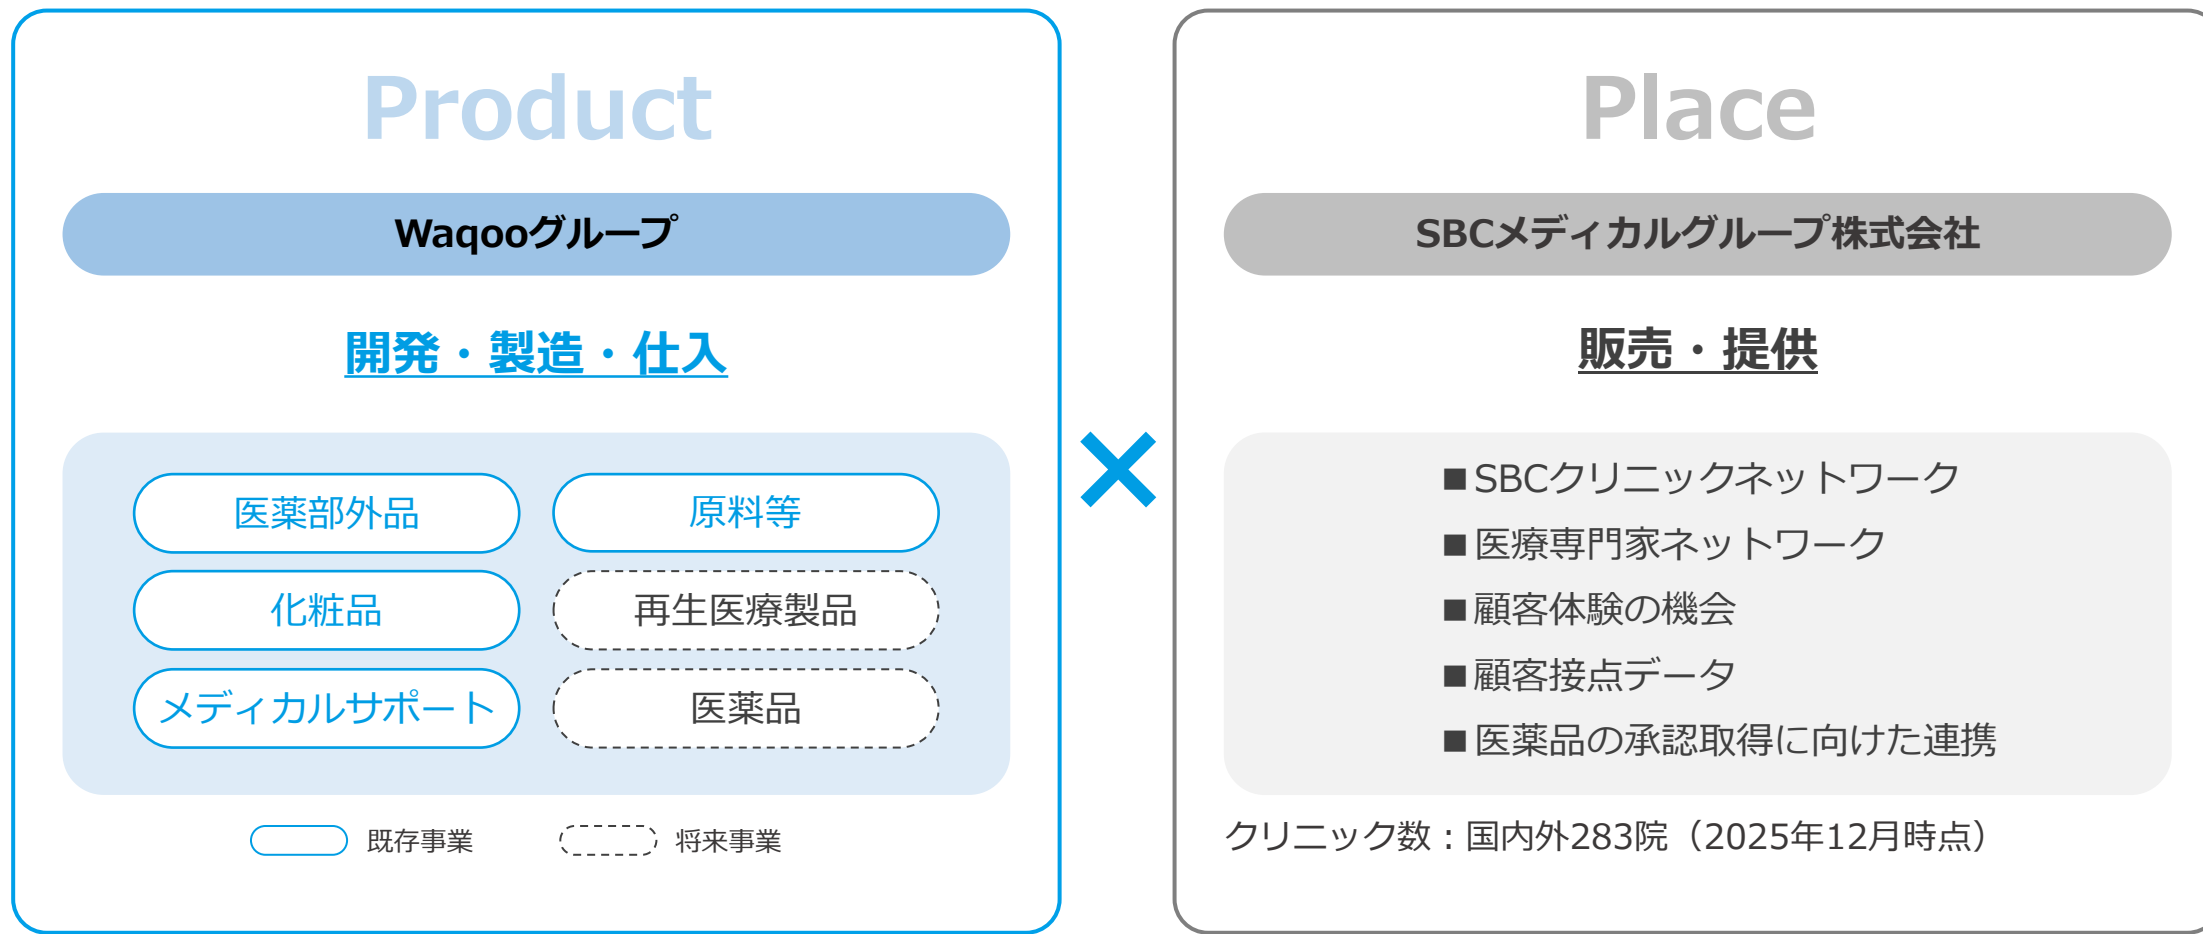 Product
Waqooグループ
開発・製造・仕入
医薬部外品
原料等
化粧品
再生医療製品
メディカルサポート
医薬品
既存事業
将来事業
×
Place
SBCメディカルグループ株式会社
販売・提供
■SBCクリニックネットワーク
■医療専門家ネットワーク
■顧客体験の機会
■顧客接点データ
■医薬品の承認取得に向けた連携
クリニック数：国内外283院（2025年12月時点）